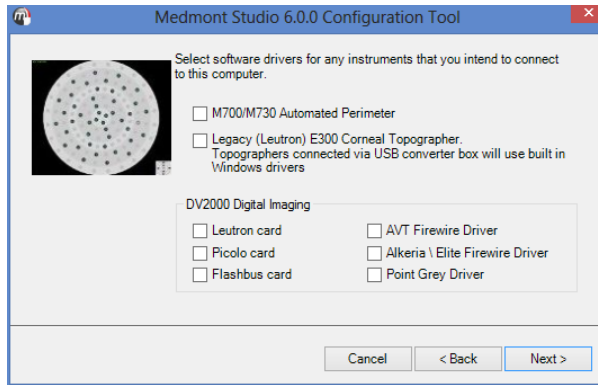 Medmont Studio 6.0.0 Configuration Tool
Select software drivers for any instruments that you intend to connect
to this computer.
M700/M730 Automated Perimeter
Legacy (Leutron) E300 Corneal Topographer.
Topographers connected via USB converter box will use built in
Windows drivers
DV2000 Digital Imaging
Leutron card
AVT Firewire Driver
Picolo card
Alkeria \ Elite Firewire Driver
Flashbus card
Point Grey Driver
Cancel
< Back
Next >